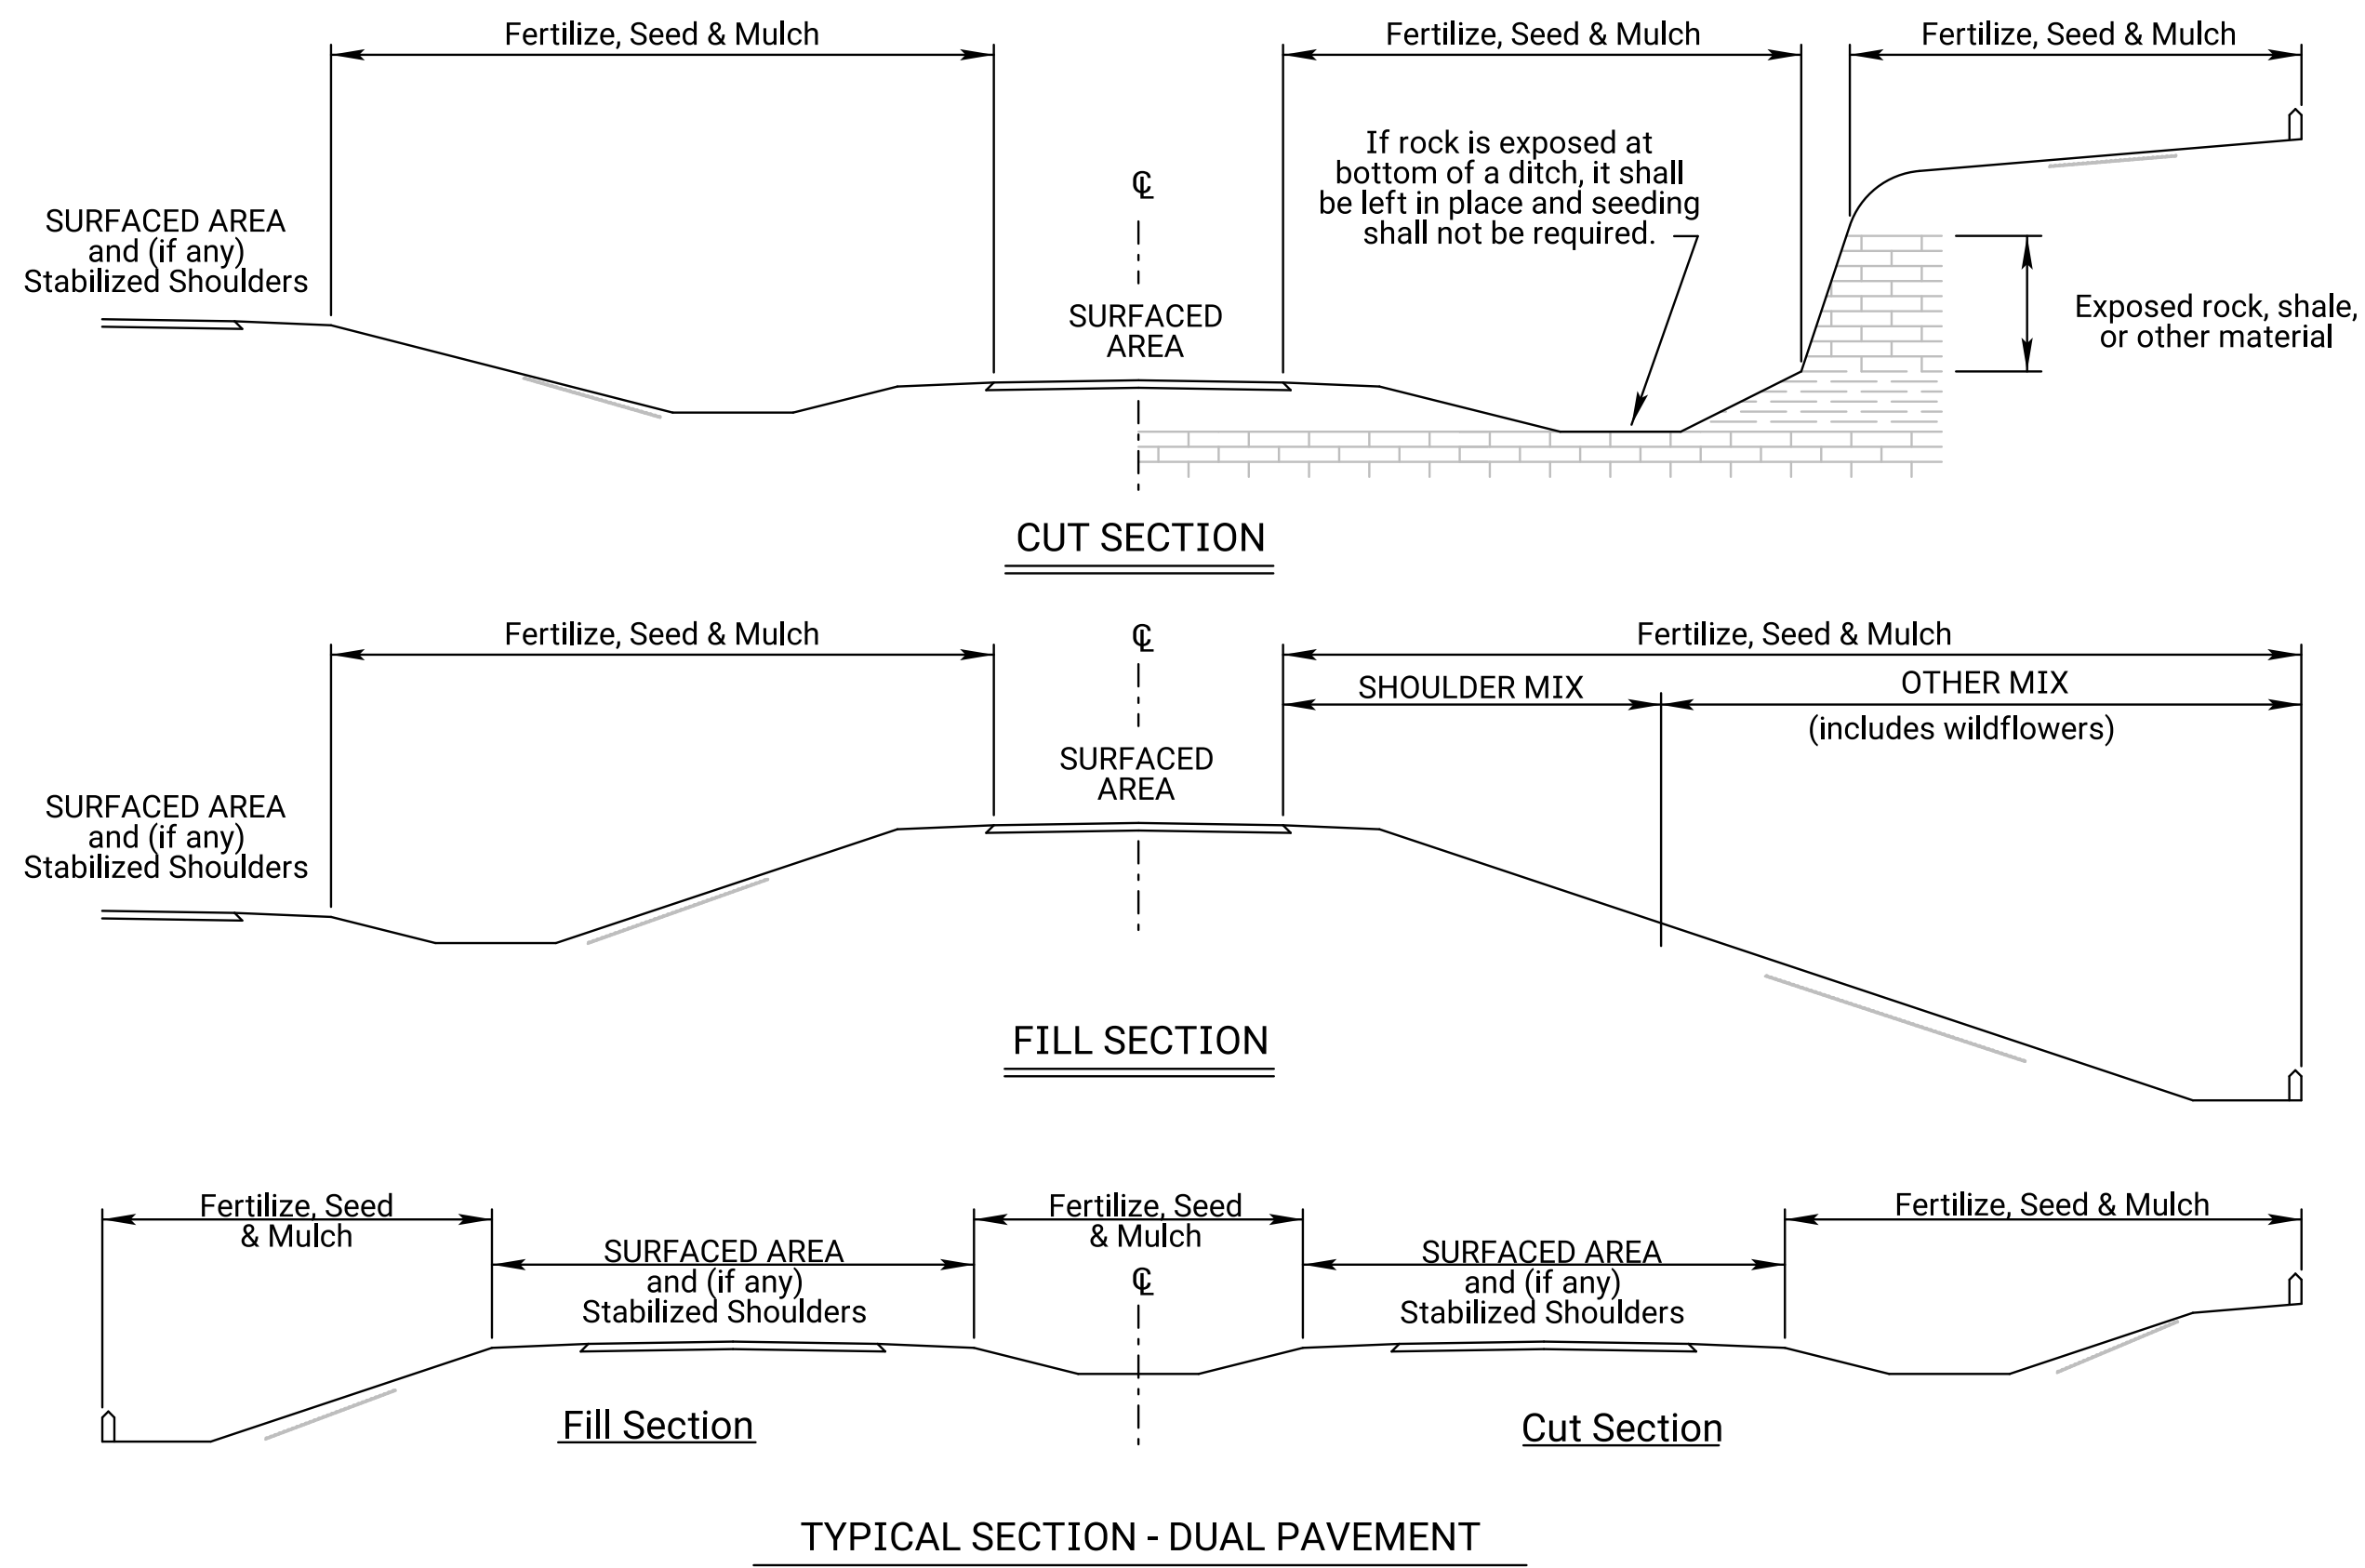 Fertilize, Seed & Mulch
Fertilize, Seed & Mulch
Fertilize, Seed & Mulch
If rock is exposed at
bottom of a ditch, it shall
be left in place and seeding
shall not be required.
℄
SURFACED AREA
and (if any)
Stabilized Shoulders
SURFACED
AREA
Exposed rock, shale,
or other material
CUT SECTION
Fertilize, Seed & Mulch
℄
Fertilize, Seed & Mulch
SHOULDER MIX
OTHER MIX
(includes wildflowers)
SURFACED
AREA
SURFACED AREA
and (if any)
Stabilized Shoulders
FILL SECTION
Fertilize, Seed
& Mulch
Fertilize, Seed
& Mulch
Fertilize, Seed & Mulch
SURFACED AREA
and (if any)
Stabilized Shoulders
℄
SURFACED AREA
and (if any)
Stabilized Shoulders
Fill Section
Cut Section
TYPICAL SECTION - DUAL PAVEMENT